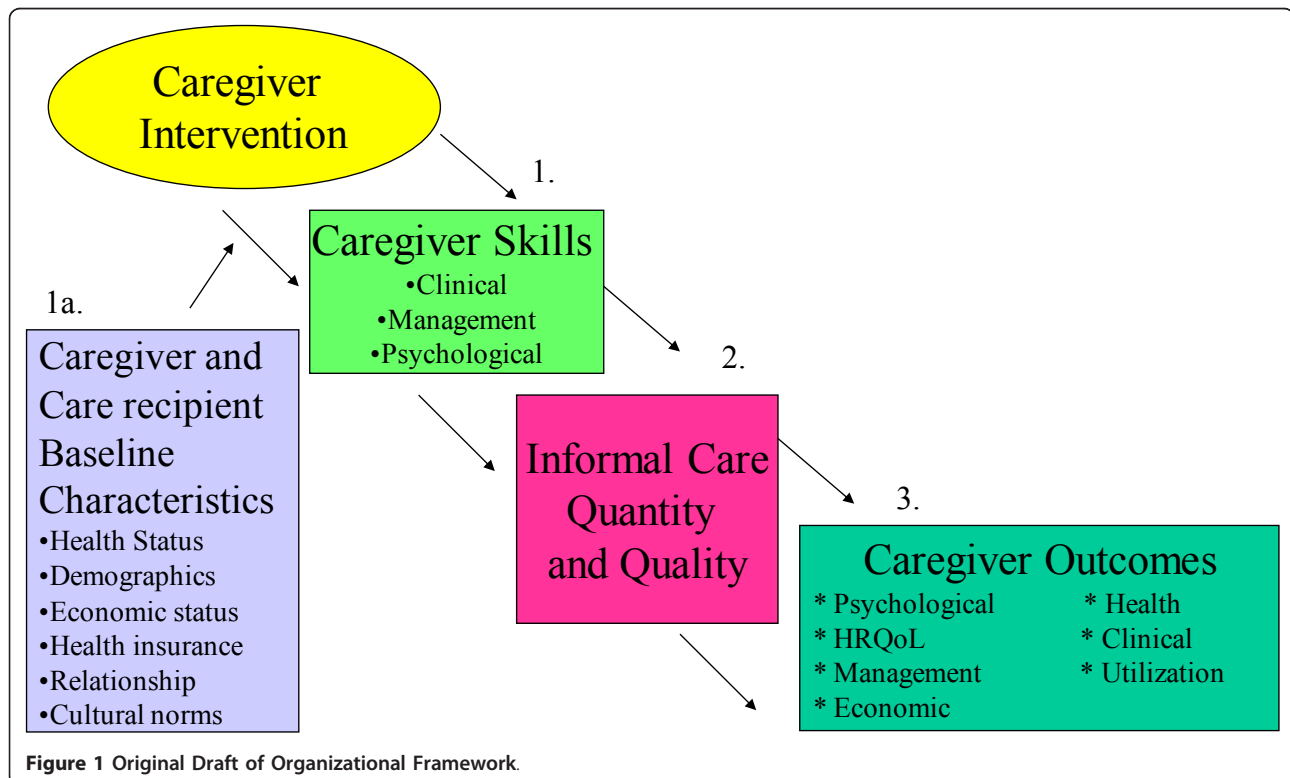 Caregiver
Intervention
1.
Caregiver Skills
•Clinical
•Management
•Psychological
1a.
Caregiver and
Care recipient
Baseline
Characteristics
•Health Status
•Demographics
•Economic status
•Health insurance
•Relationship
•Cultural norms
2.
Informal Care
Quantity
and Quality
3.
Caregiver Outcomes
* Psychological
* HRQoL
* Management
* Economic
* Health
* Clinical
* Utilization
Figure 1 Original Draft of Organizational Framework.